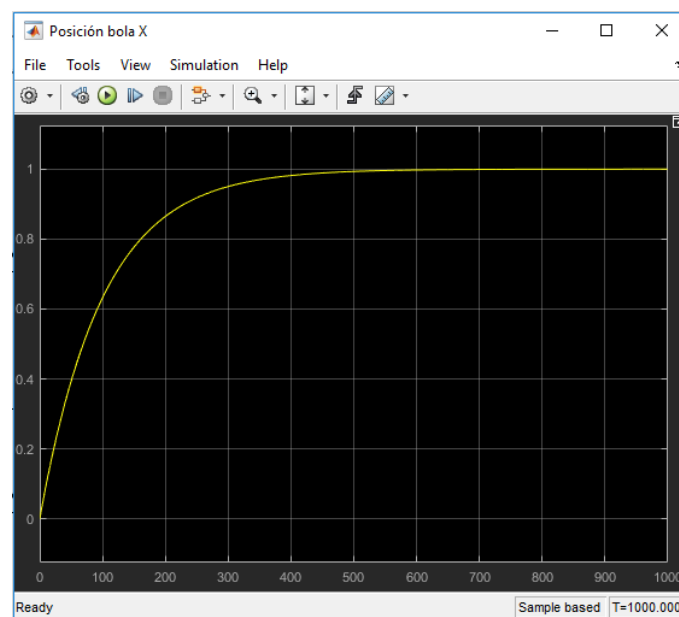 Posición bola X
File Tools View Simulation Help
1
0.8
0.6
0.4
0.2
0
0 100 200 300 400 500 600 700 800 900 1000
Ready Sample based T=1000.000